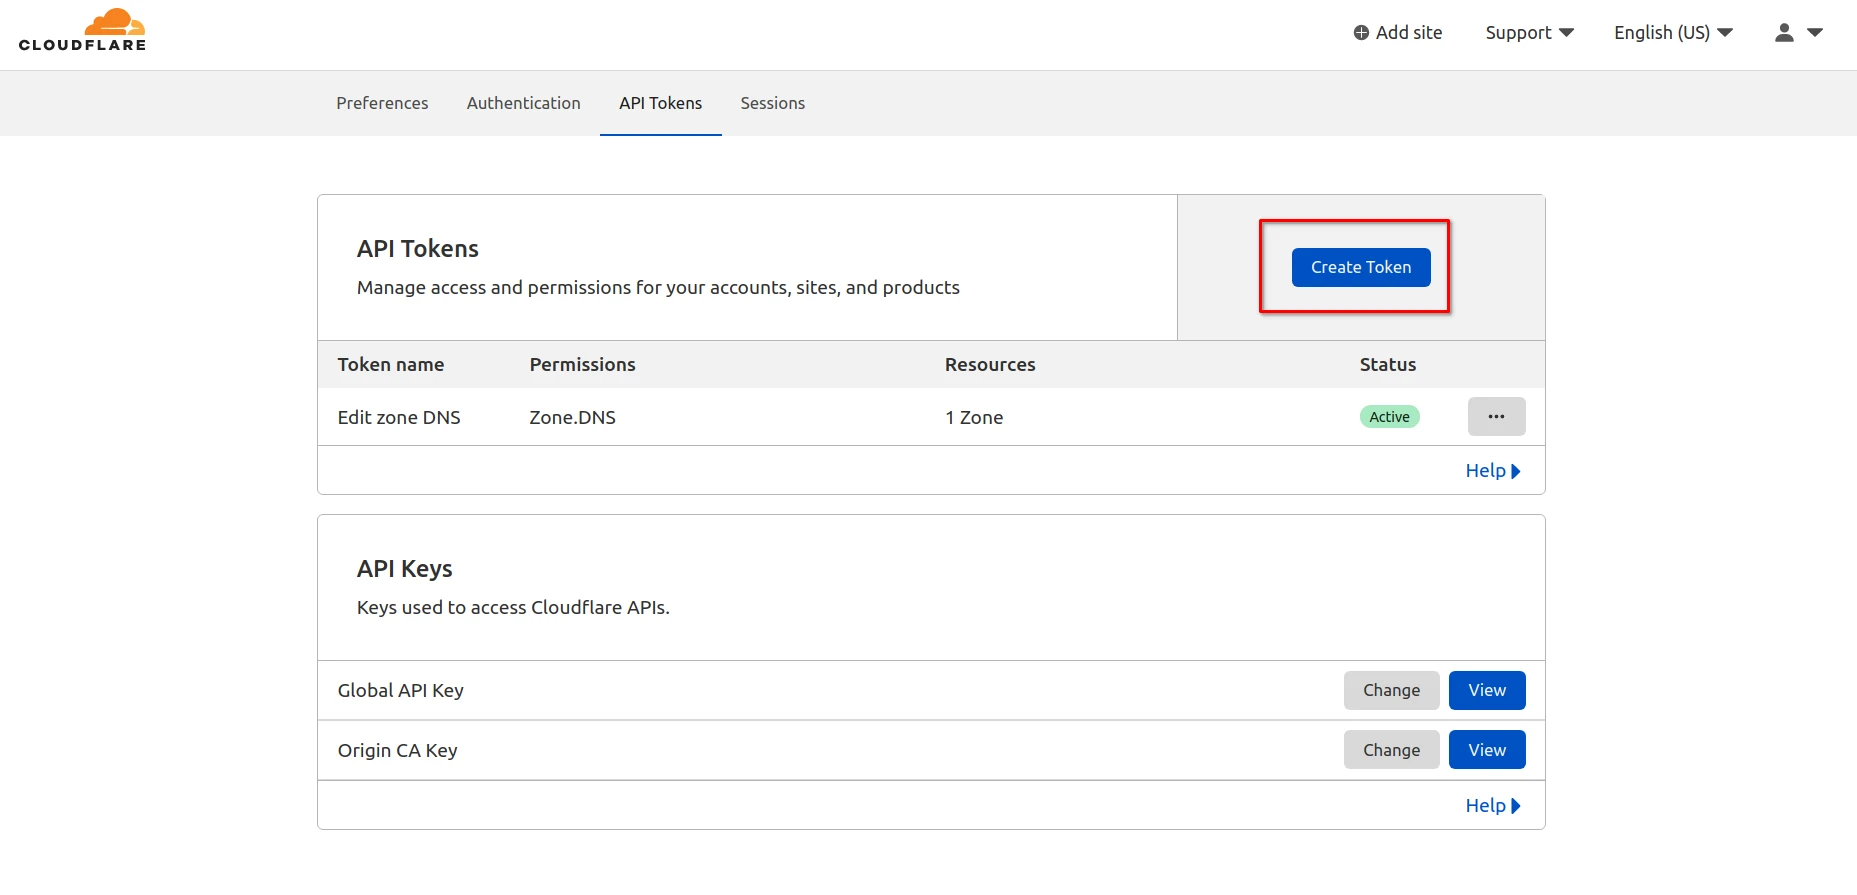 CLOUDFLARE
Add site Support English (US)
Preferences Authentication API Tokens Sessions
API Tokens
Manage access and permissions for your accounts, sites, and products
Create Token
Token name Permissions Resources Status
Edit zone DNS Zone.DNS 1 Zone Active ...
Help
API Keys
Keys used to access Cloudflare APIs.
Global API Key Change View
Origin CA Key Change View
Help